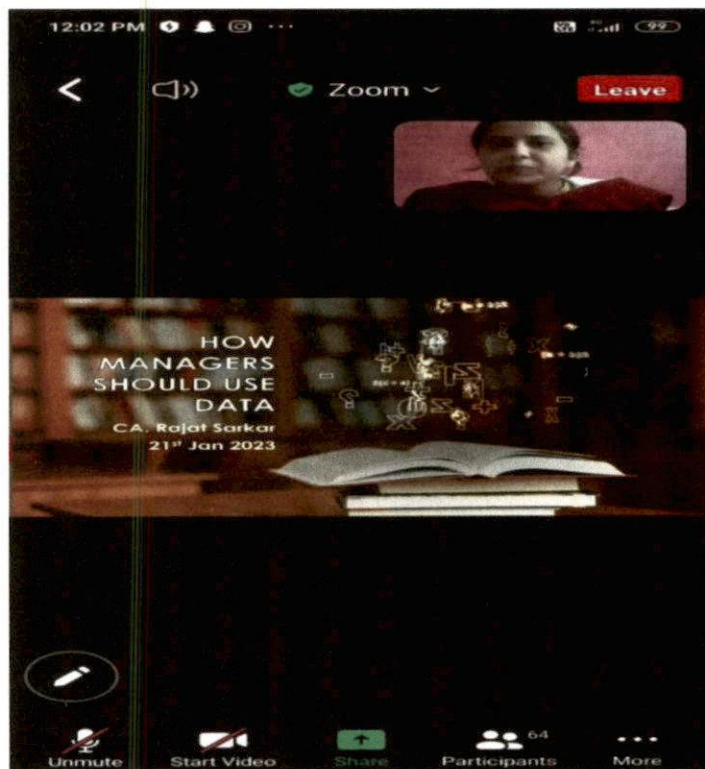 12:02 PM
99
Zoom
Leave
HOW
MANAGERS
SHOULD USE
DATA
CA. Rajat Sarkar
21st Jan 2023
64
Unmute
Start Video
Share
Participants
More